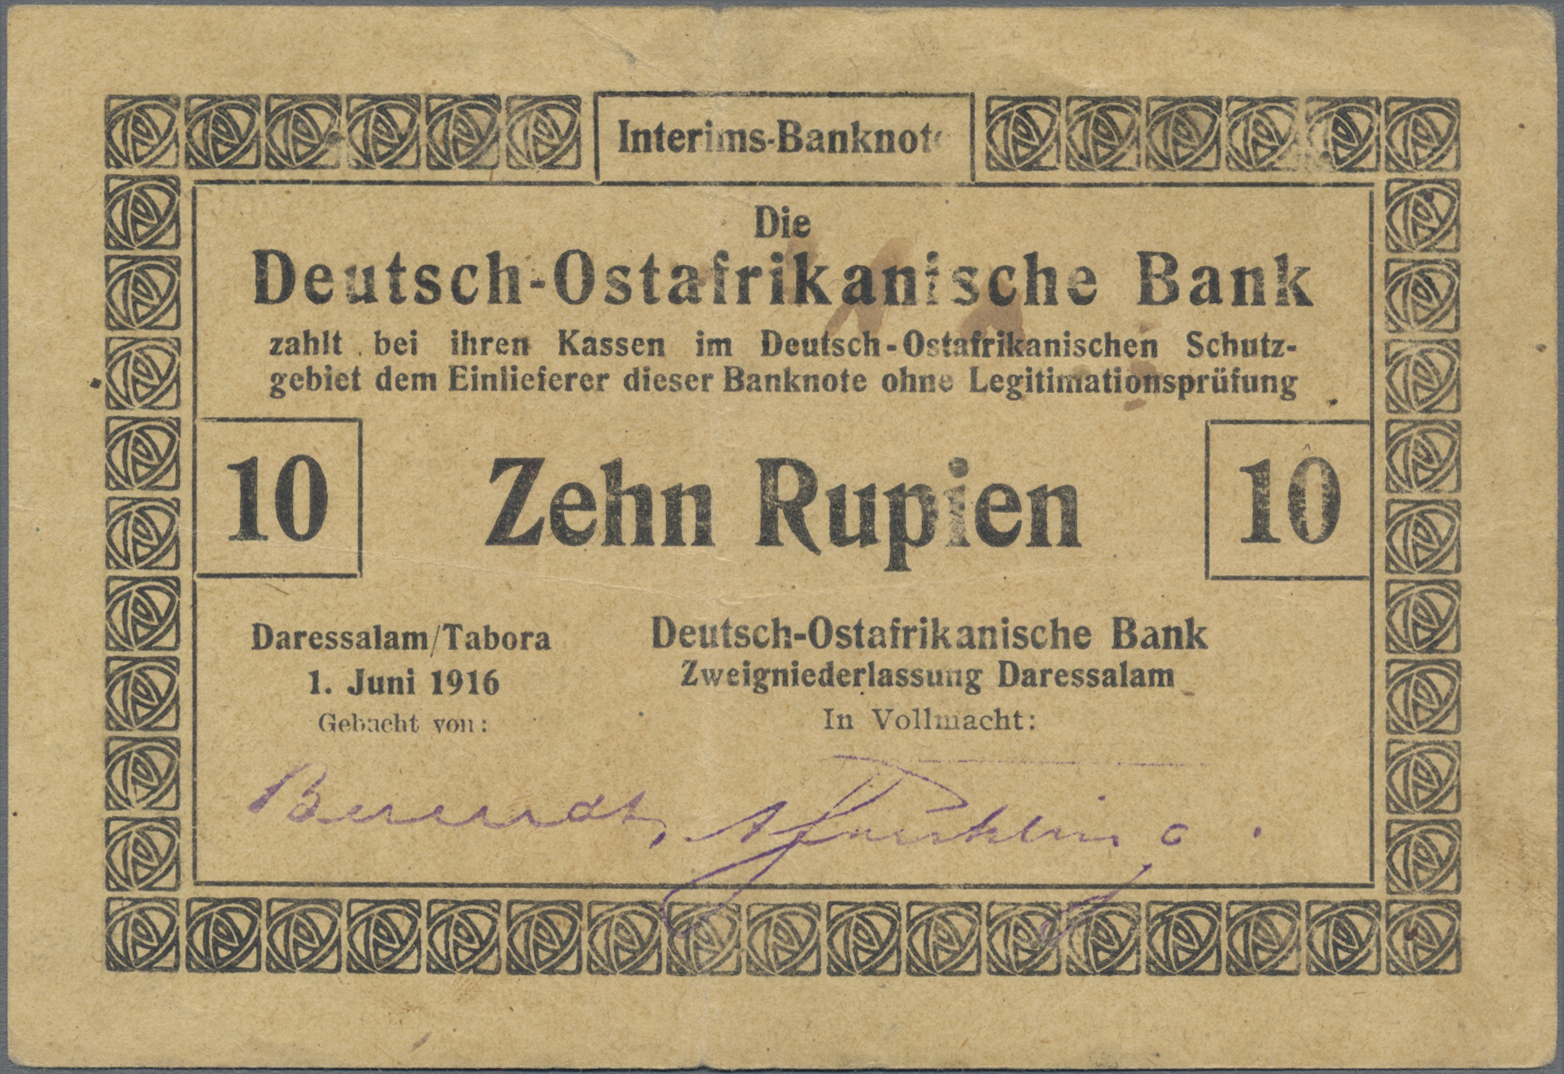 Interims-Banknote
Die
Deutsch-Ostafrikanische Bank
zahlt bei ihren Kassen im Deutsch-Ostafrikanischen Schutz-
gebiet dem Einlieferer dieser Banknote ohne Legitimationsprüfung
10 Zehn Rupien 10
Daressalam/Tabora
1. Juni 1916
Gebucht von:
Deutsch-Ostafrikanische Bank
Zweigniederlassung Daressalam
In Vollmacht: